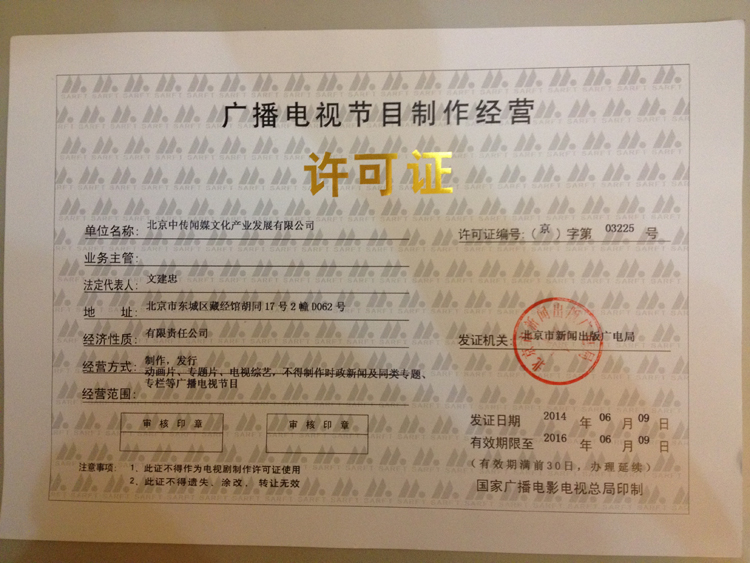 广播电视节目制作经营
许可证
单位名称：北京中传闻媒文化产业发展有限公司
许可证编号：（京）字第 03225 号
业务主管：
法定代表人：文建忠
地 址：北京市东城区藏经馆胡同17号2幢D062号
经济性质：有限责任公司
发证机关：北京市新闻出版广电局
经营方式：制作，发行
经营范围：动画片、专题片、电视综艺，不得制作时政新闻及同类专题、
专栏等广播电视节目
审核印章 审核印章
发证日期 2014 年 06 月 09 日
有效期限至 2016 年 06 月 09 日
（有效期满前30日，办理延续）
注意事项：1、此证不得作为电视剧制作许可证使用
2、此证不得遗失、涂改、转让无效
国家广播电影电视总局印制
北京市新闻出版广电局
SARFT